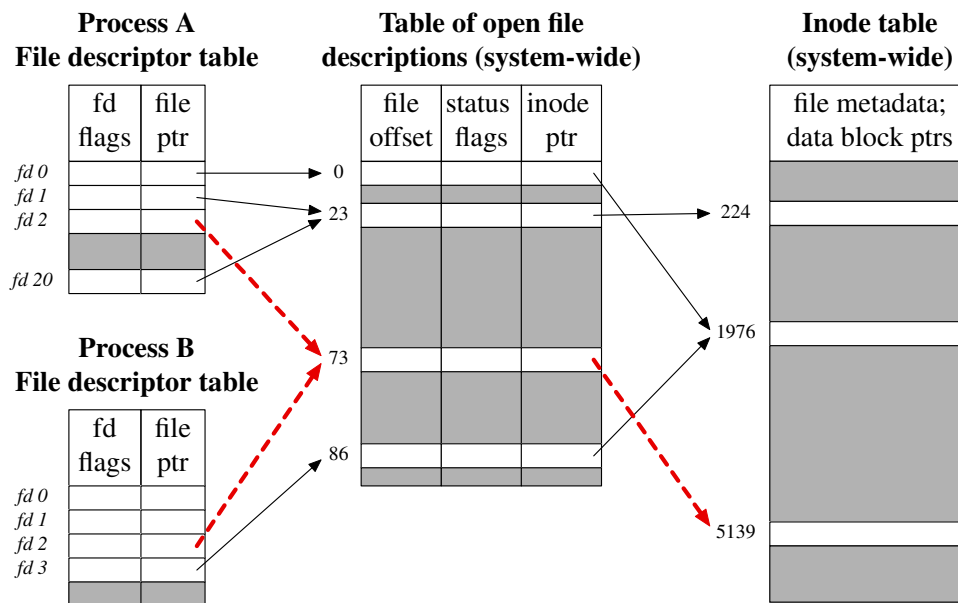 Process A
File descriptor table
fd
flags
file
ptr
fd 0
fd 1
fd 2
fd 20
Process B
File descriptor table
fd
flags
file
ptr
fd 0
fd 1
fd 2
fd 3
Table of open file
descriptions (system-wide)
file
offset
status
flags
inode
ptr
0
23
73
86
Inode table
(system-wide)
file metadata;
data block ptrs
224
1976
5139